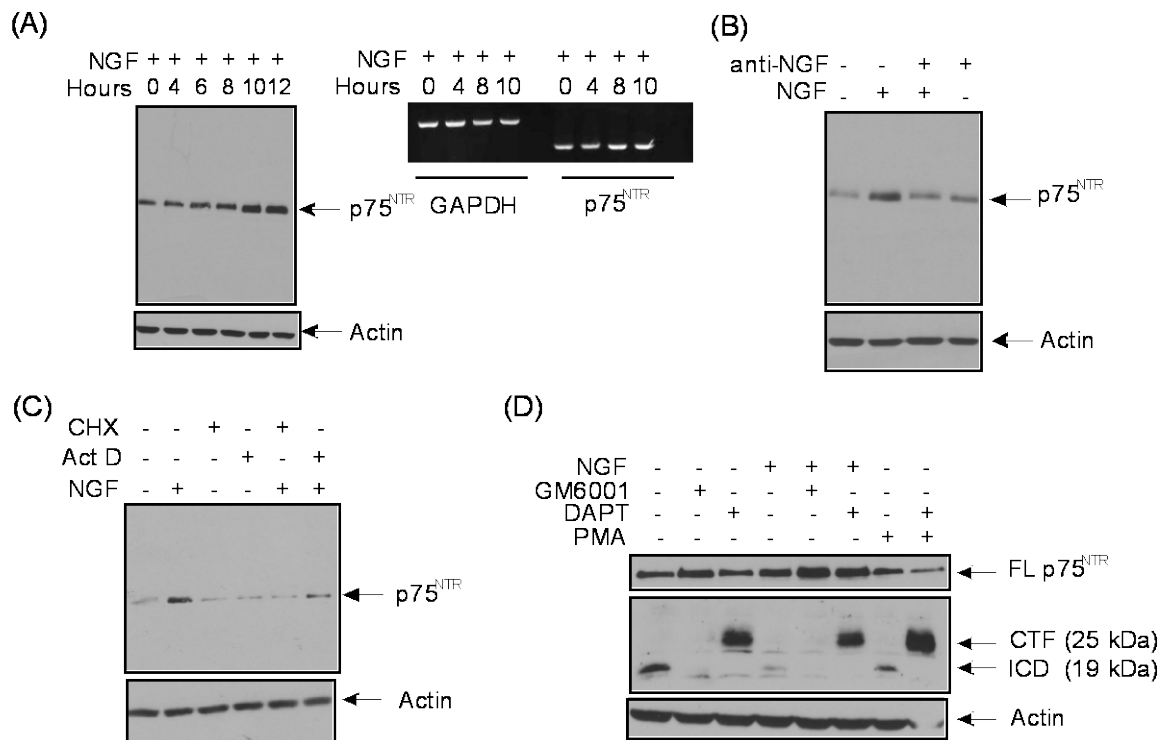 (A)
NGF + + + + + +
Hours 0 4 6 8 10 12
p75NTR
Actin
NGF + + + + + + + +
Hours 0 4 8 10 0 4 8 10
GAPDH p75NTR
(B)
anti-NGF - - + +
NGF - + + -
p75NTR
Actin
(C)
CHX - - + - + -
Act D - - - + - +
NGF - + - - + +
p75NTR
Actin
(D)
NGF - - - + + + - -
GM6001 - + - - + - - -
DAPT - - + - - + - +
PMA - - - - - - + +
FL p75NTR
CTF (25 kDa)
ICD (19 kDa)
Actin